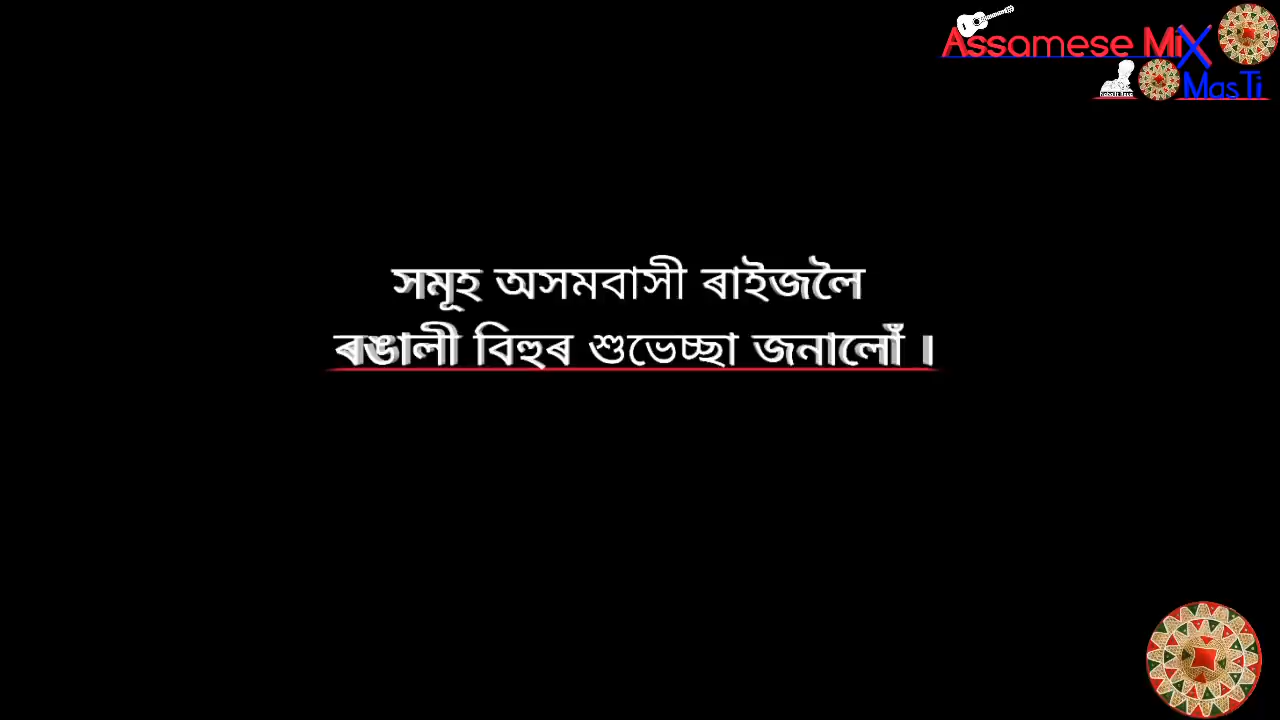 Assamese MiX
MasTi
সমূহ অসমবাসী ৰাইজলৈ
ৰঙালী বিহুৰ শুভেচ্ছা জনালোঁ ।